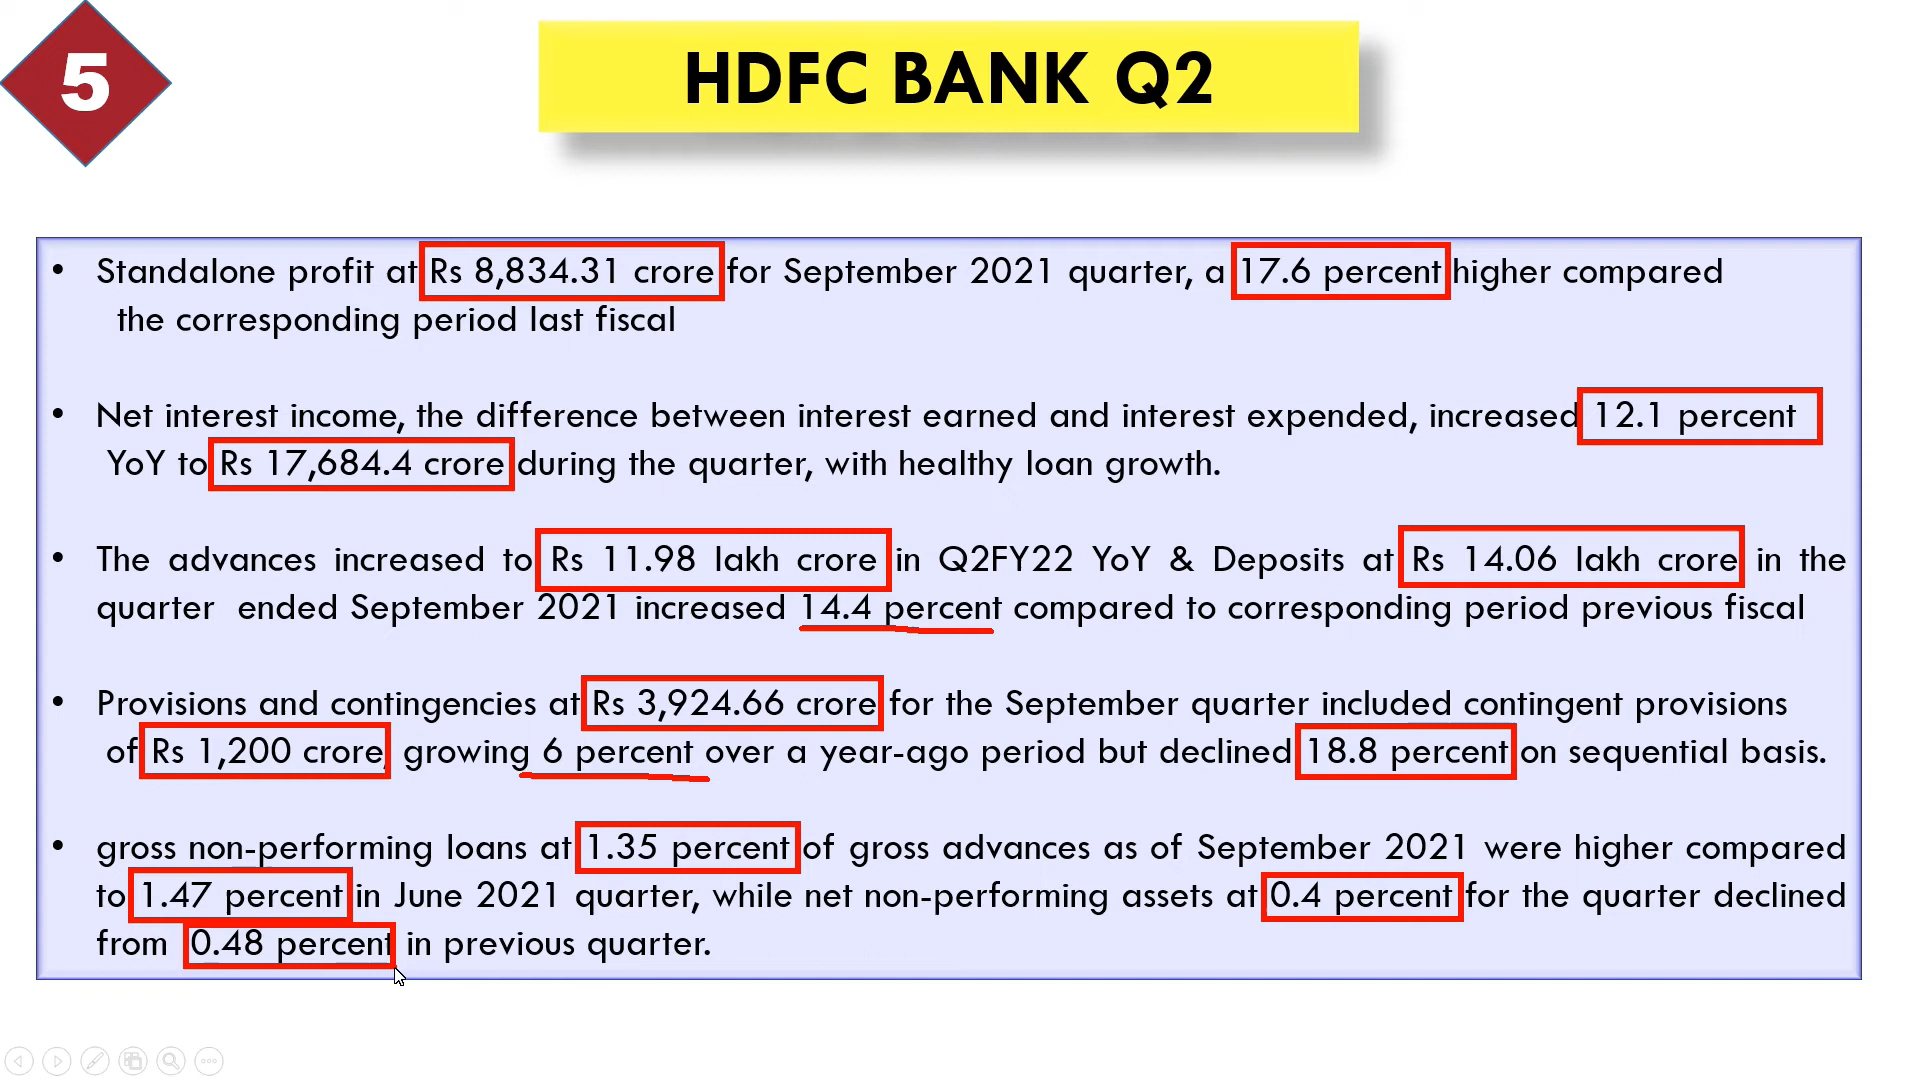 5
HDFC BANK Q2
• Standalone profit at Rs 8,834.31 crore for September 2021 quarter, a 17.6 percent higher compared
the corresponding period last fiscal
• Net interest income, the difference between interest earned and interest expended, increased 12.1 percent
YoY to Rs 17,684.4 crore during the quarter, with healthy loan growth.
• The advances increased to Rs 11.98 lakh crore in Q2FY22 YoY & Deposits at Rs 14.06 lakh crore in the
quarter ended September 2021 increased 14.4 percent compared to corresponding period previous fiscal
• Provisions and contingencies at Rs 3,924.66 crore for the September quarter included contingent provisions
of Rs 1,200 crore, growing 6 percent over a year-ago period but declined 18.8 percent on sequential basis.
• gross non-performing loans at 1.35 percent of gross advances as of September 2021 were higher compared
to 1.47 percent in June 2021 quarter, while net non-performing assets at 0.4 percent for the quarter declined
from 0.48 percent in previous quarter.